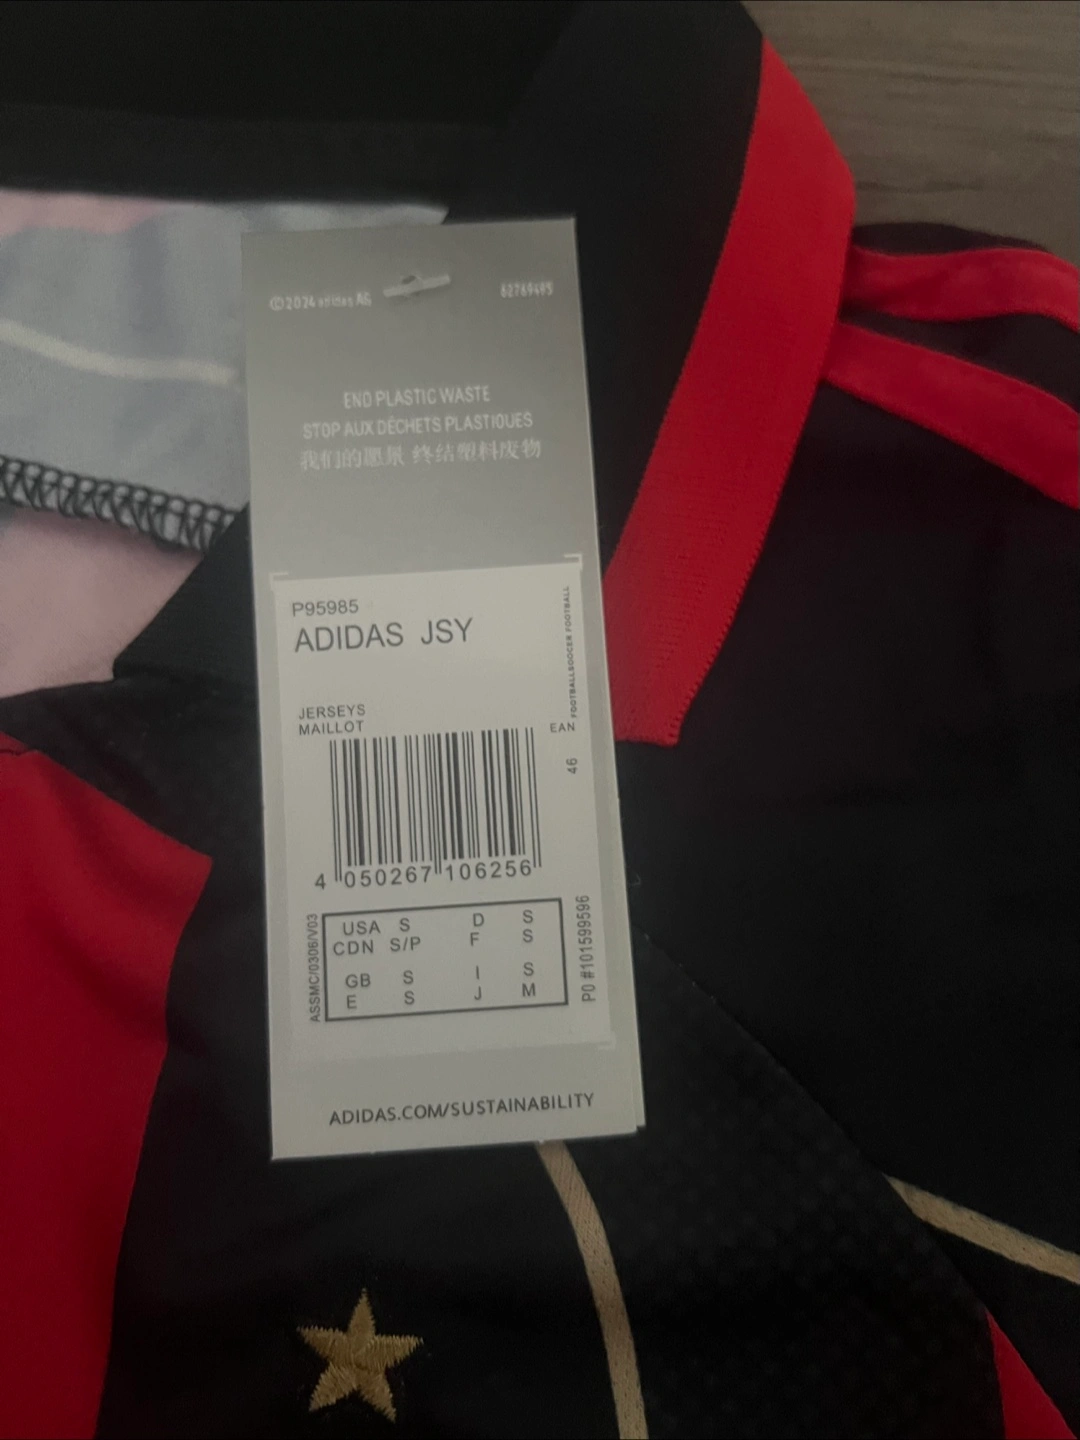 ©2024 adidas AG
62769495
END PLASTIC WASTE
STOP AUX DÉCHETS PLASTIQUES
我们的愿景 终结塑料废物
P95985
ADIDAS JSY
FOOTBALLSOCCER FOOTBALL
JERSEYS
MAILLOT
EAN
46
4 050267 106256
USA S D S
CDN S/P F S
GB S I S
E S J M
ASSMC/0306/V03
PO #101599596
ADIDAS.COM/SUSTAINABILITY